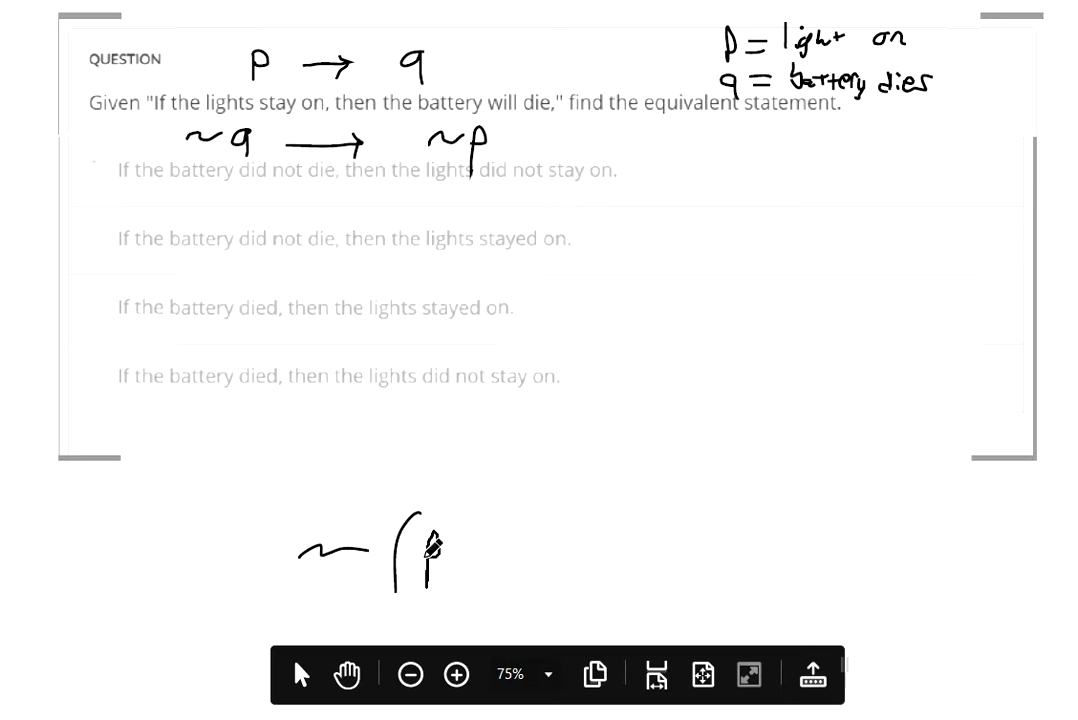 p = light on
QUESTION p → q
q = battery dies
Given "If the lights stay on, then the battery will die," find the equivalent statement.
~q → ~p
If the battery did not die, then the lights did not stay on.
If the battery did not die, then the lights stayed on.
If the battery died, then the lights stayed on.
If the battery died, then the lights did not stay on.
~(p
75%